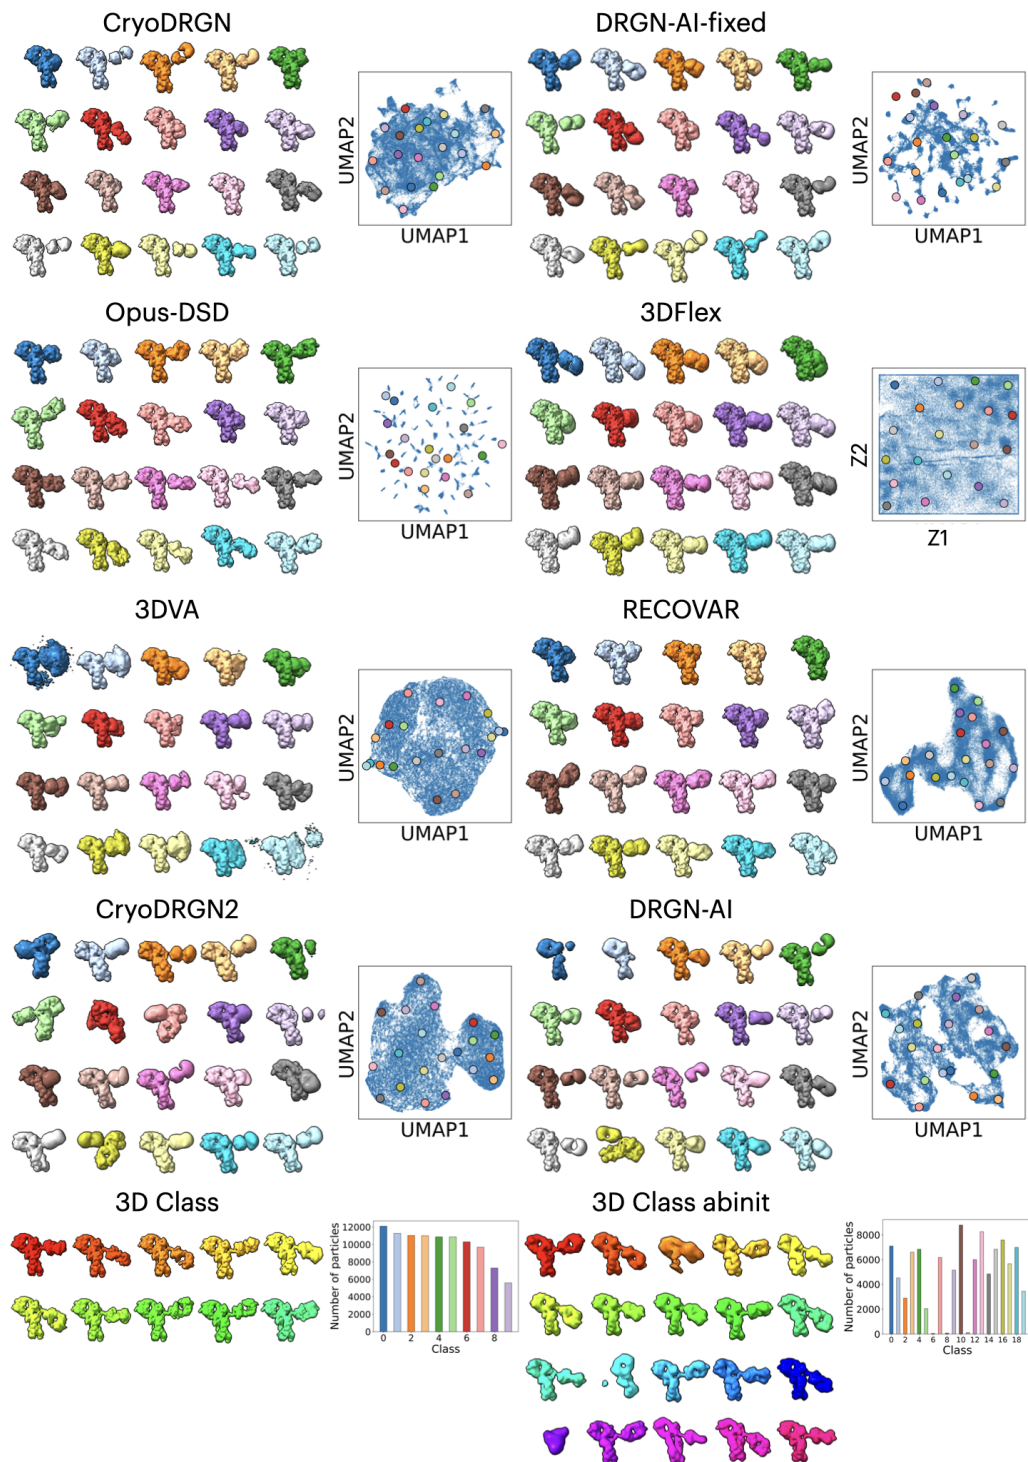 CryoDRGN
DRGN-AI-fixed
UMAP2
UMAP1
UMAP2
UMAP1
Opus-DSD
3DFlex
UMAP2
UMAP1
Z2
Z1
3DVA
RECOVAR
UMAP2
UMAP1
UMAP2
UMAP1
CryoDRGN2
DRGN-AI
UMAP2
UMAP1
UMAP2
UMAP1
3D Class
3D Class abinit
Number of particles
12000
10000
8000
6000
4000
2000
0
0 2 4 6 8
Class
Number of particles
8000
6000
4000
2000
0
0 2 4 6 8 10 12 14 16 18
Class